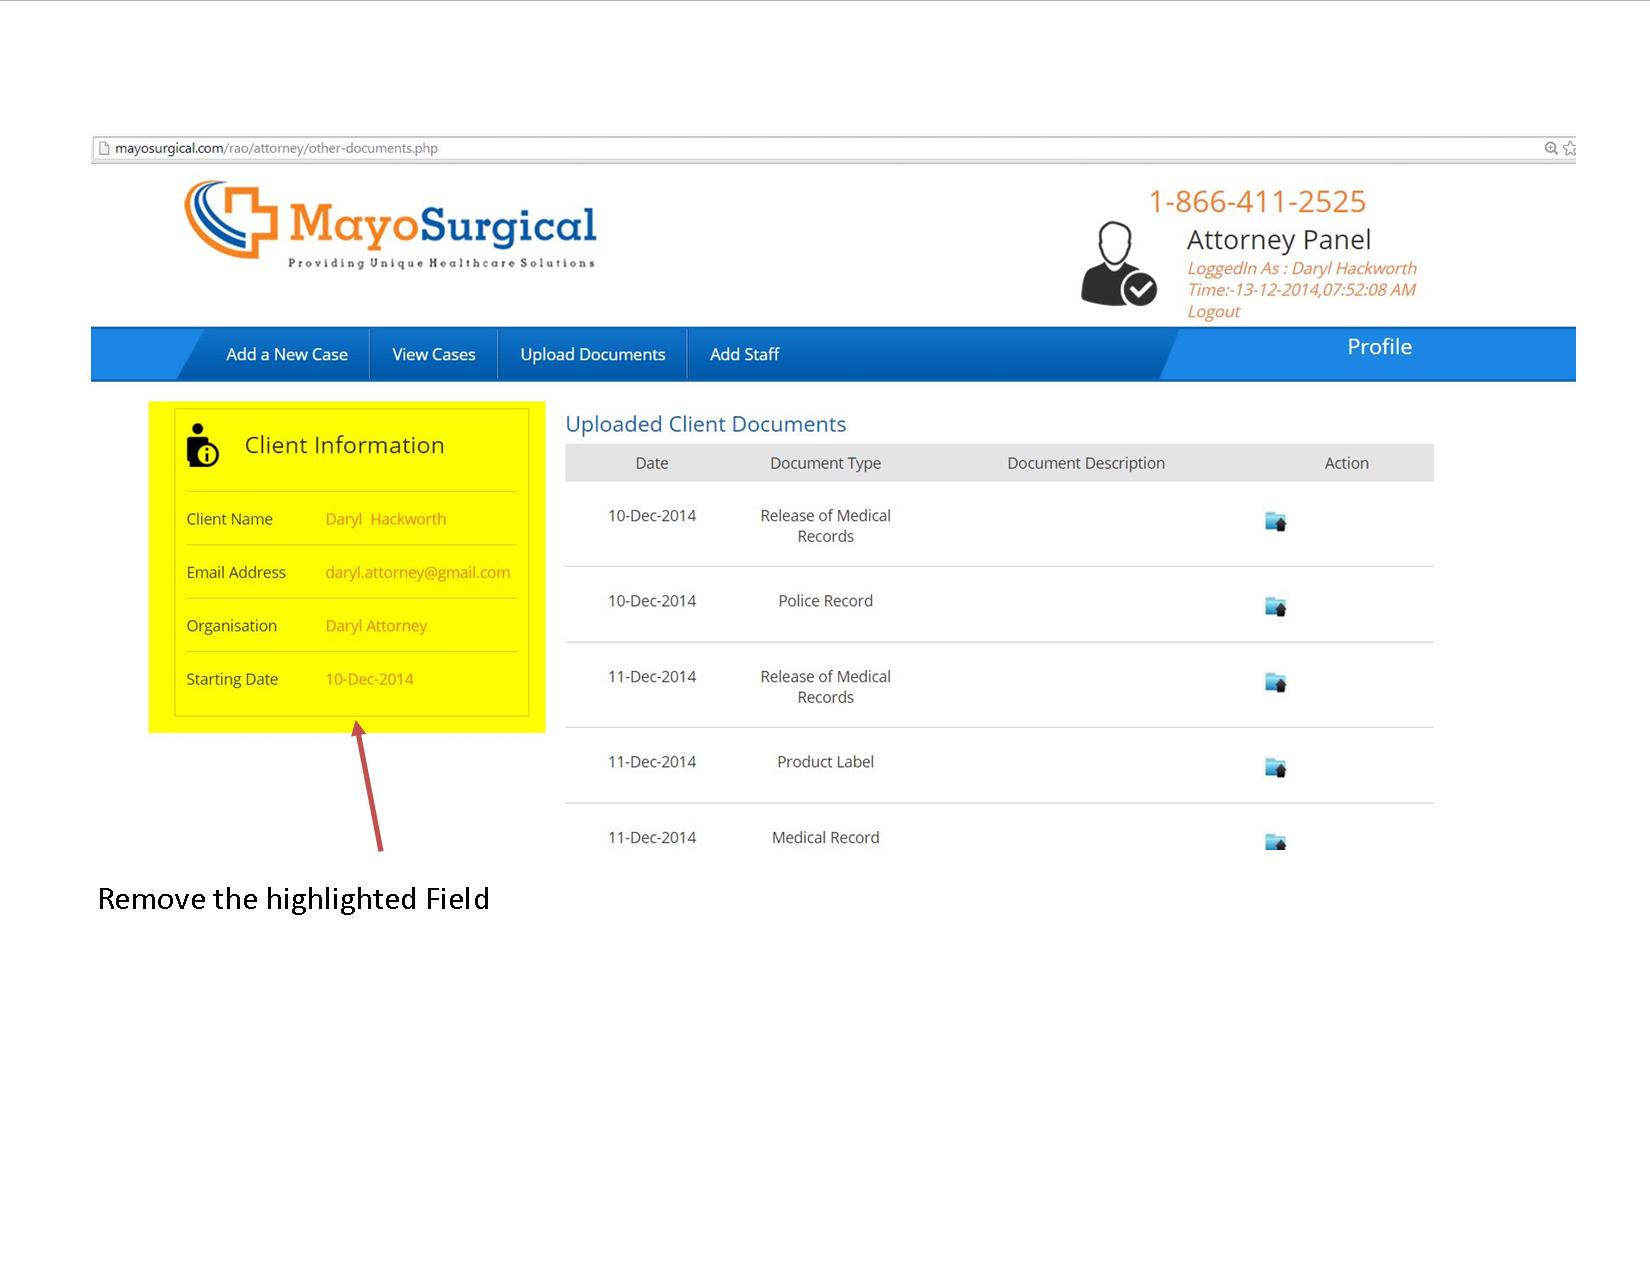 mayosurgical.com/rao/attorney/other-documents.php
MayoSurgical
Providing Unique Healthcare Solutions
1-866-411-2525
Attorney Panel
LoggedIn As : Daryl Hackworth
Time:-13-12-2014,07:52:08 AM
Logout
Add a New Case View Cases Upload Documents Add Staff Profile
Client Information
Client Name Daryl Hackworth
Email Address daryl.attorney@gmail.com
Organisation Daryl Attorney
Starting Date 10-Dec-2014
Uploaded Client Documents
Date Document Type Document Description Action
10-Dec-2014 Release of Medical
Records
10-Dec-2014 Police Record
11-Dec-2014 Release of Medical
Records
11-Dec-2014 Product Label
11-Dec-2014 Medical Record
Remove the highlighted Field